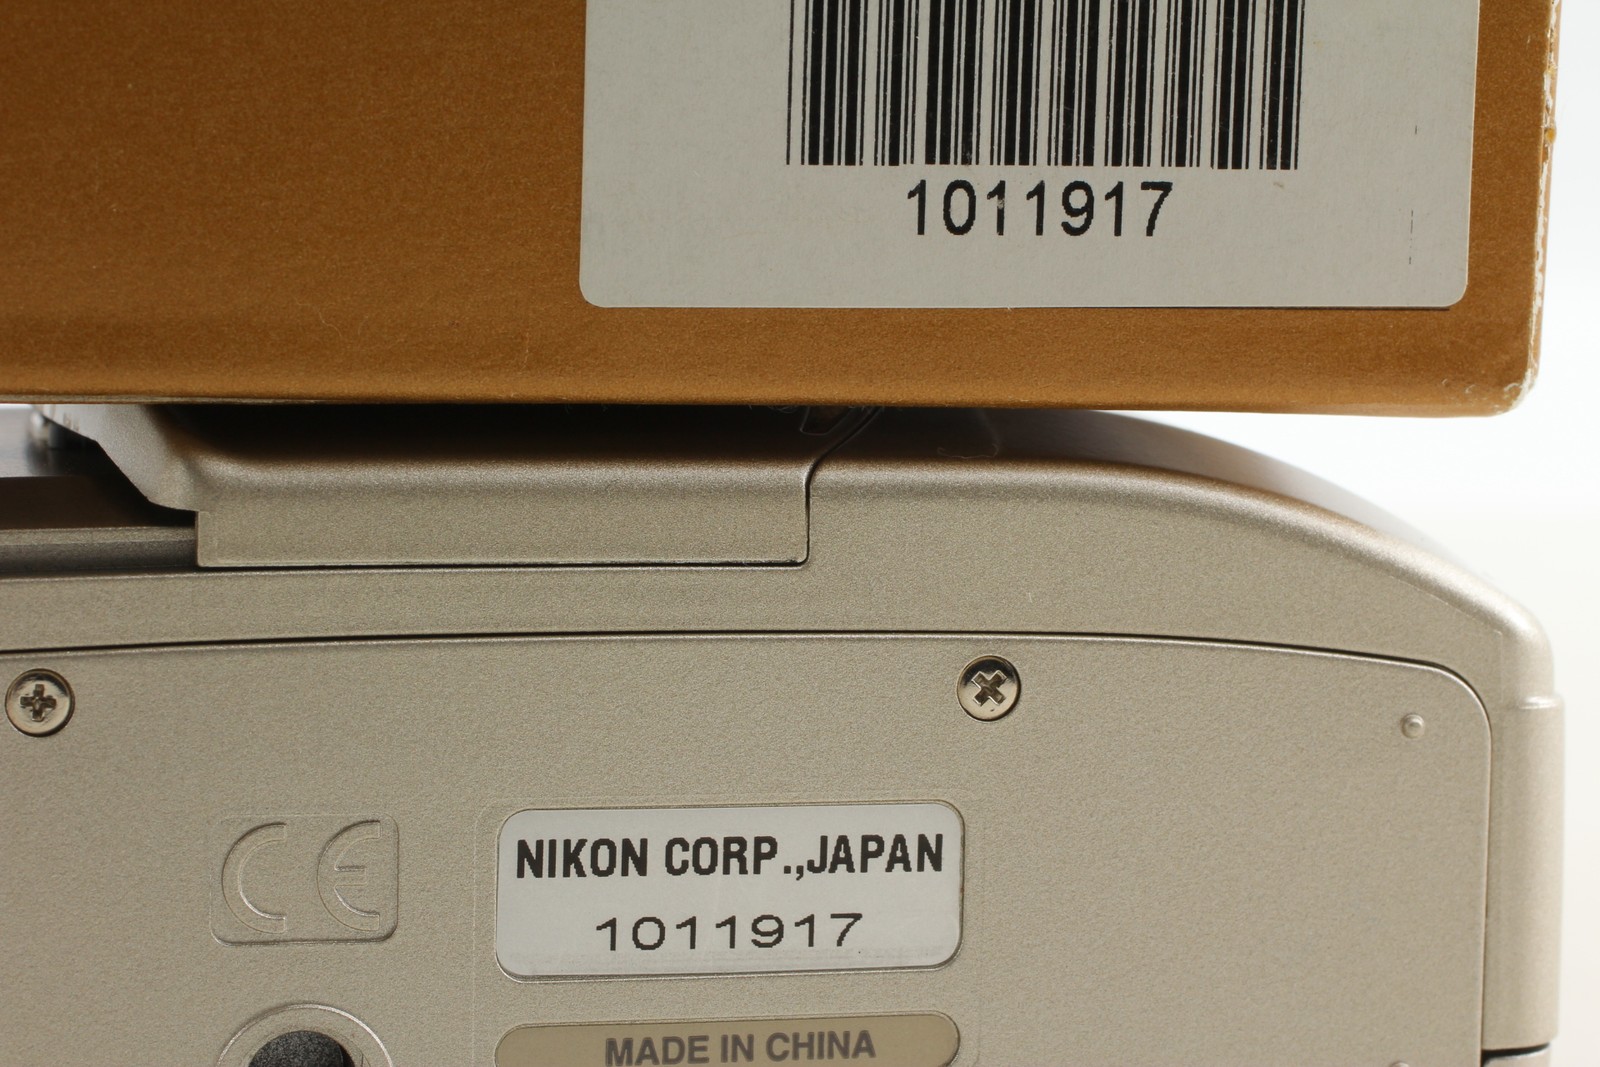 1011917
CE
NIKON CORP.,JAPAN
1011917
MADE IN CHINA